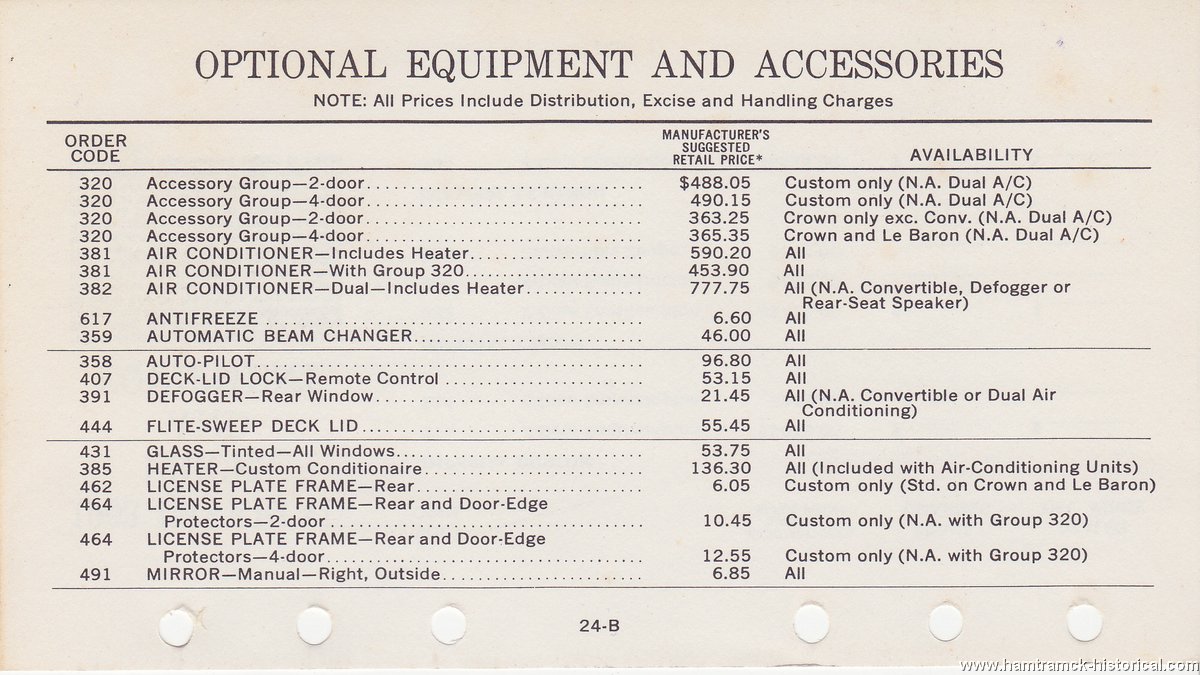 OPTIONAL EQUIPMENT AND ACCESSORIES
NOTE: All Prices Include Distribution, Excise and Handling Charges
ORDER CODE MANUFACTURER'S SUGGESTED RETAIL PRICE* AVAILABILITY
320 Accessory Group—2-door $488.05 Custom only (N.A. Dual A/C)
320 Accessory Group—4-door 490.15 Custom only (N.A. Dual A/C)
320 Accessory Group—2-door 363.25 Crown only exc. Conv. (N.A. Dual A/C)
320 Accessory Group—4-door 365.35 Crown and Le Baron (N.A. Dual A/C)
381 AIR CONDITIONER—Includes Heater 590.20 All
381 AIR CONDITIONER—With Group 320 453.90 All
382 AIR CONDITIONER—Dual—Includes Heater 777.75 All (N.A. Convertible, Defogger or
Rear-Seat Speaker)
617 ANTIFREEZE 6.60 All
359 AUTOMATIC BEAM CHANGER 46.00 All
358 AUTO-PILOT 96.80 All
407 DECK-LID LOCK—Remote Control 53.15 All
391 DEFOGGER—Rear Window 21.45 All (N.A. Convertible or Dual Air
Conditioning)
444 FLITE-SWEEP DECK LID 55.45 All
431 GLASS—Tinted—All Windows 53.75 All
385 HEATER—Custom Conditionaire 136.30 All (Included with Air-Conditioning Units)
462 LICENSE PLATE FRAME—Rear 6.05 Custom only (Std. on Crown and Le Baron)
464 LICENSE PLATE FRAME—Rear and Door-Edge
Protectors—2-door 10.45 Custom only (N.A. with Group 320)
464 LICENSE PLATE FRAME—Rear and Door-Edge
Protectors—4-door 12.55 Custom only (N.A. with Group 320)
491 MIRROR—Manual—Right, Outside 6.85 All
24-B
www.hamtramck-historical.com